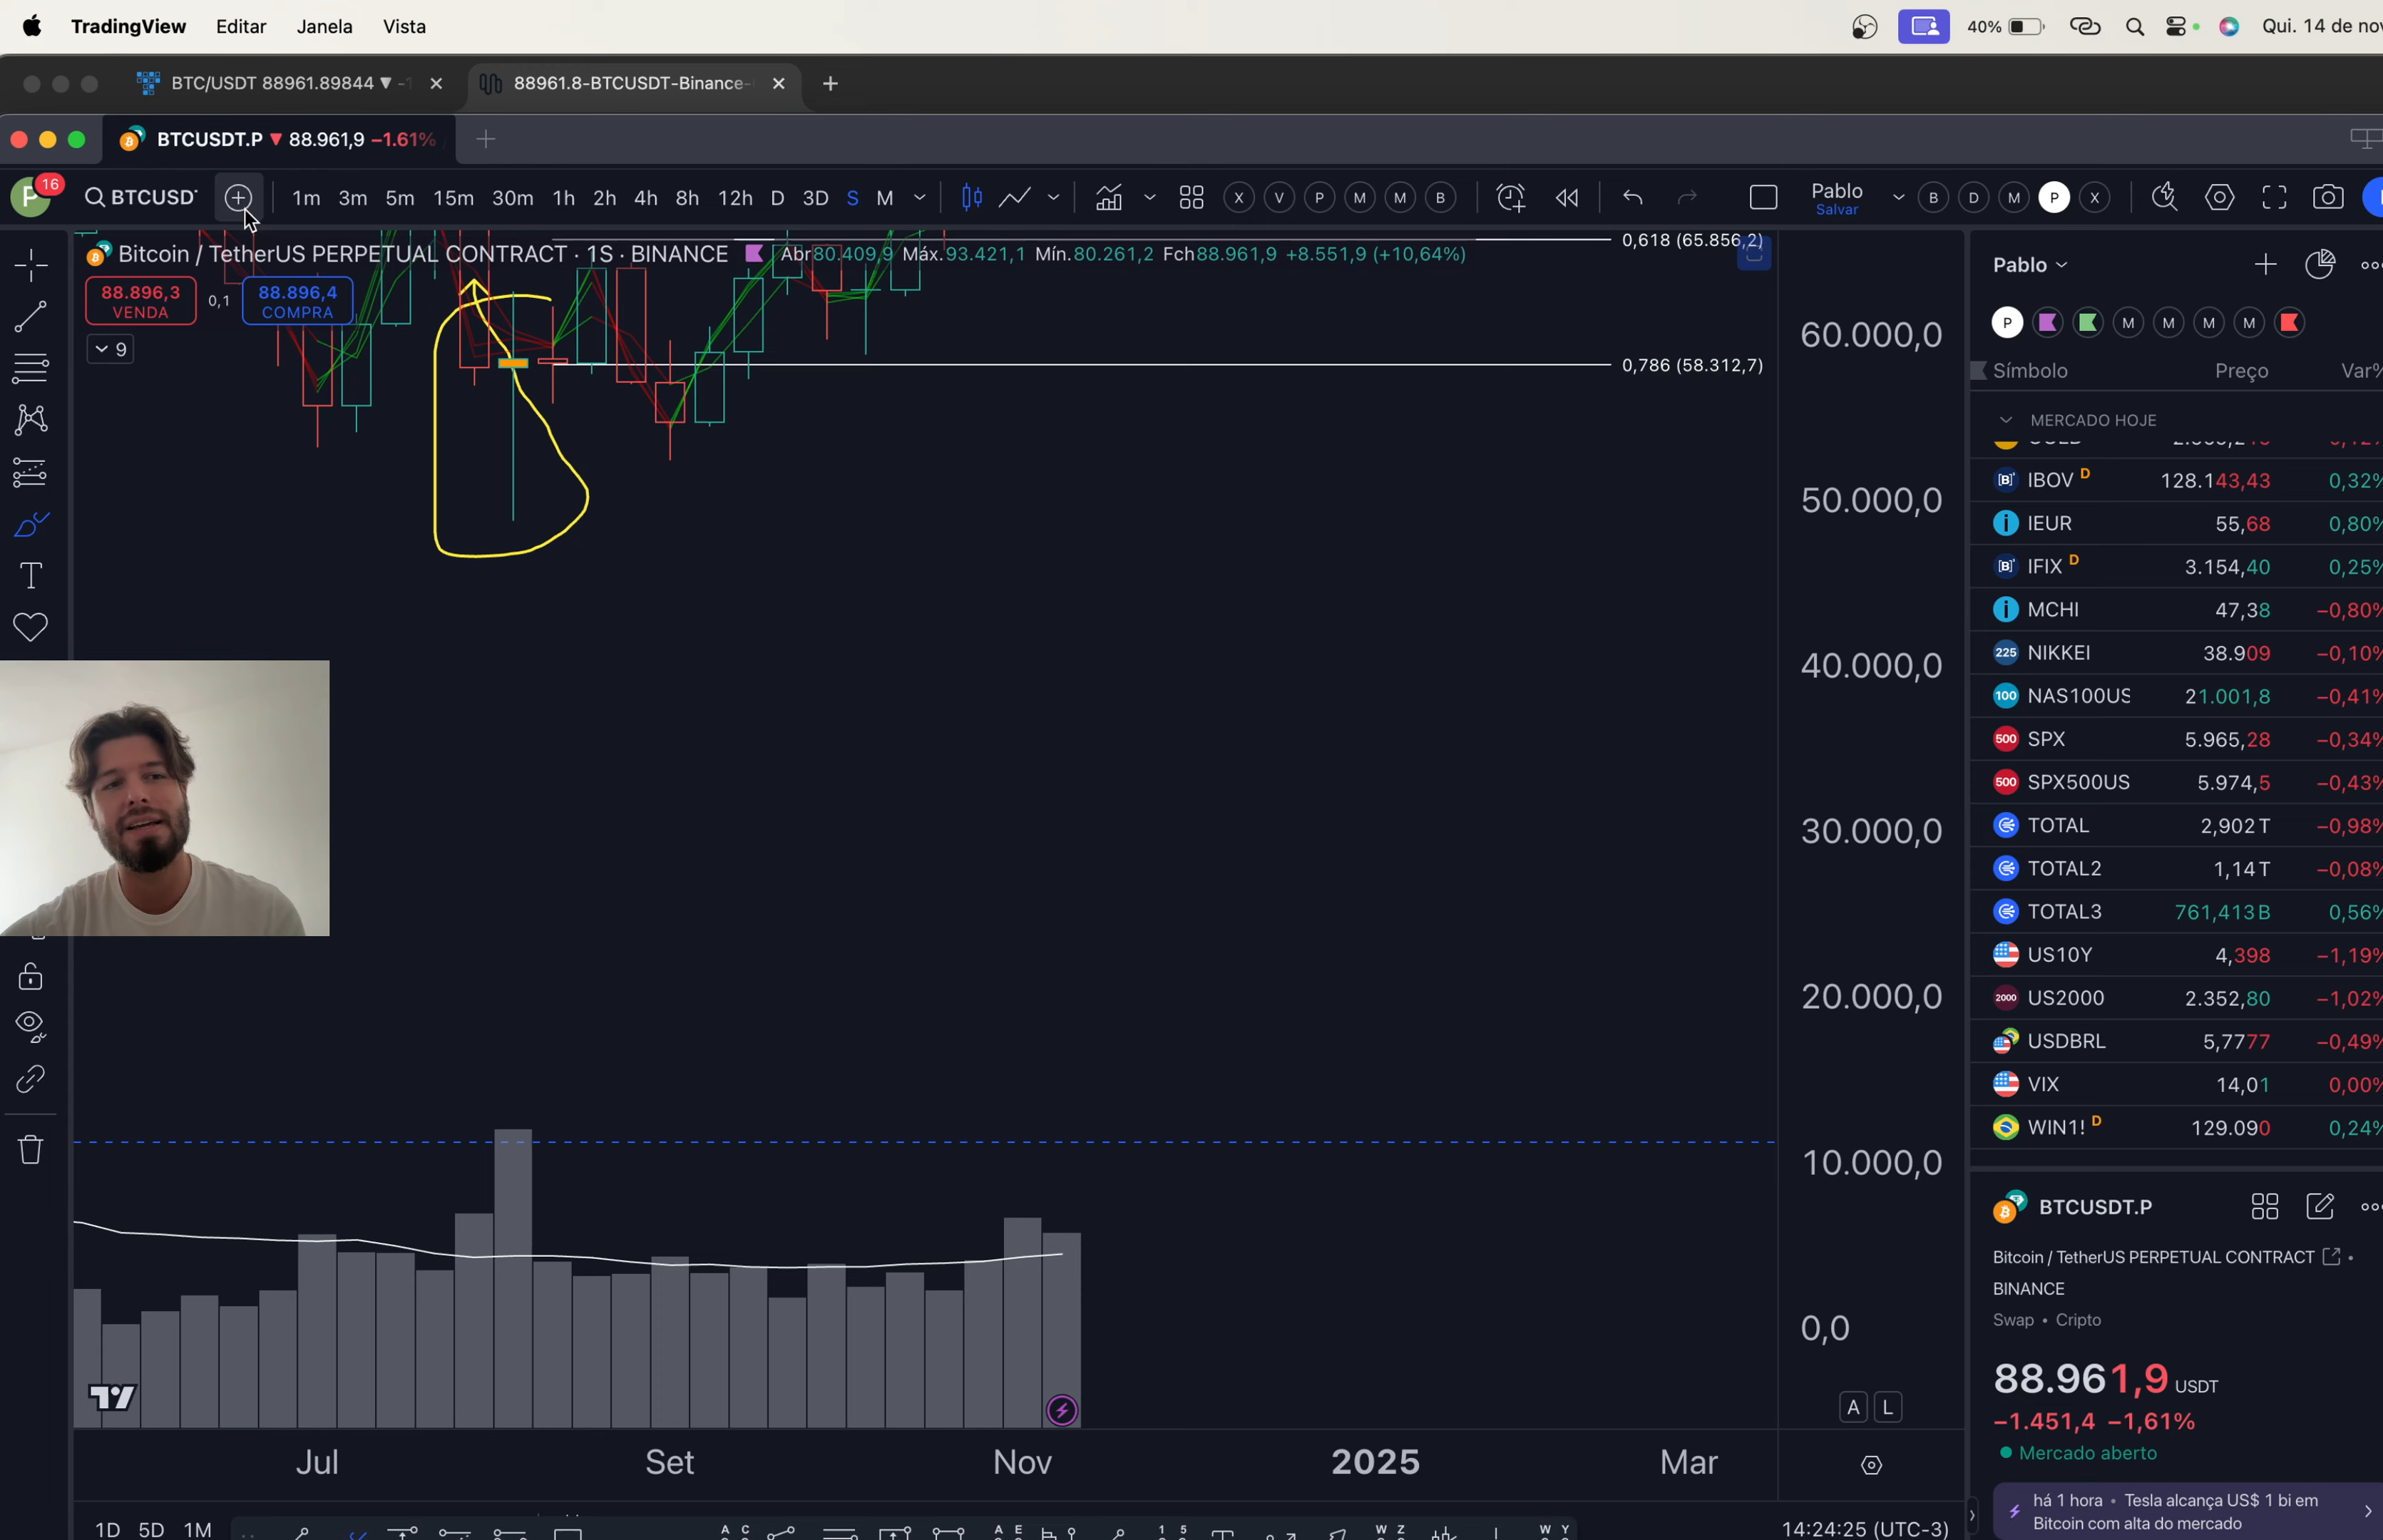 TradingView Editar Janela Vista 40% Qui. 14 de nov
BTC/USDT 88961.89844 ▼ -1 88961.8-BTCUSDT-Binance-
BTCUSDT.P ▼ 88.961,9 −1.61%
P 16 BTCUSDT 1m 3m 5m 15m 30m 1h 2h 4h 8h 12h D 3D S M X V P M M B Pablo B D M P X
Salvar
Bitcoin / TetherUS PERPETUAL CONTRACT · 1S · BINANCE Abr80.409,9 Máx.93.421,1 Mín.80.261,2 Fch88.961,9 +8.551,9 (+10,64%)
0,618 (65.856,2)
88.896,3 0,1 88.896,4
VENDA COMPRA
9
0,786 (58.312,7)
60.000,0
50.000,0
40.000,0
30.000,0
20.000,0
10.000,0
0,0
A L
Jul Set Nov 2025 Mar
1D 5D 1M
14:24:25 (UTC-3)
Pablo
P M M M M
Símbolo Preço Var%
MERCADO HOJE
IBOV D 128.143,43 0,32%
IEUR 55,68 0,80%
IFIX D 3.154,40 0,25%
MCHI 47,38 −0,80%
225 NIKKEI 38.909 −0,10%
100 NAS100US 21.001,8 −0,41%
500 SPX 5.965,28 −0,34%
500 SPX500US 5.974,5 −0,43%
TOTAL 2,902 T −0,98%
TOTAL2 1,14 T −0,08%
TOTAL3 761,413 B 0,56%
US10Y 4,398 −1,19%
2000 US2000 2.352,80 −1,02%
USDBRL 5,7777 −0,49%
VIX 14,01 0,00%
WIN1! D 129.090 0,24%
BTCUSDT.P
Bitcoin / TetherUS PERPETUAL CONTRACT •
BINANCE
Swap • Cripto
88.961,9 USDT
−1.451,4 −1,61%
Mercado aberto
há 1 hora • Tesla alcança US$ 1 bi em
Bitcoin com alta do mercado